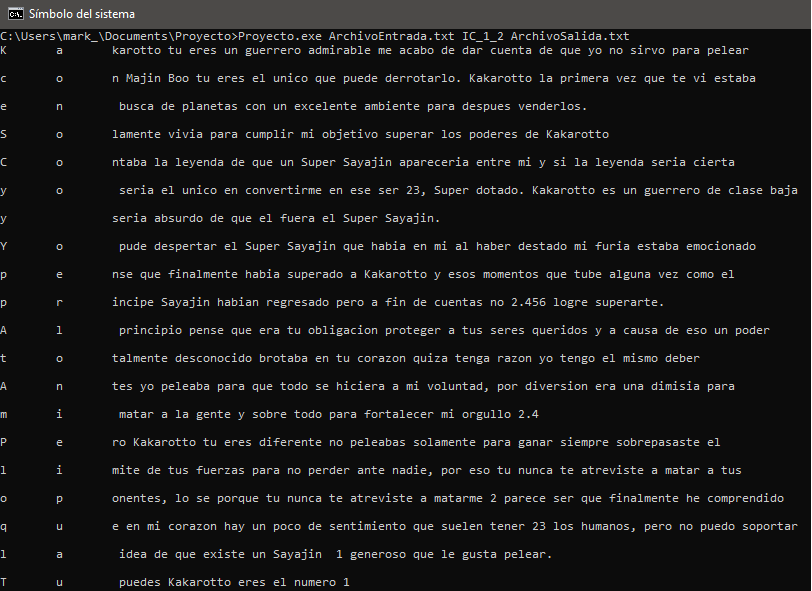 Símbolo del sistema
C:\Users\mark_\Documents\Proyecto>Proyecto.exe ArchivoEntrada.txt IC_1_2 ArchivoSalida.txt
K a karotto tu eres un guerrero admirable me acabo de dar cuenta de que yo no sirvo para pelear
c o n Majin Boo tu eres el unico que puede derrotarlo. Kakarotto la primera vez que te vi estaba
e n busca de planetas con un excelente ambiente para despues venderlos.
S o lamente vivia para cumplir mi objetivo superar los poderes de Kakarotto
C o ntaba la leyenda de que un Super Sayajin apareceria entre mi y si la leyenda seria cierta
y o seria el unico en convertirme en ese ser 23, Super dotado. Kakarotto es un guerrero de clase baja
y seria absurdo de que el fuera el Super Sayajin.
Y o pude despertar el Super Sayajin que habia en mi al haber destado mi furia estaba emocionado
p e nse que finalmente habia superado a Kakarotto y esos momentos que tube alguna vez como el
p r incipe Sayajin habian regresado pero a fin de cuentas no 2.456 logre superarte.
A l principio pense que era tu obligacion proteger a tus seres queridos y a causa de eso un poder
t o talmente desconocido brotaba en tu corazon quiza tenga razon yo tengo el mismo deber
A n tes yo peleaba para que todo se hiciera a mi voluntad, por diversion era una dimisia para
m i matar a la gente y sobre todo para fortalecer mi orgullo 2.4
P e ro Kakarotto tu eres diferente no peleabas solamente para ganar siempre sobrepasaste el
l i mite de tus fuerzas para no perder ante nadie, por eso tu nunca te atreviste a matar a tus
o p onentes, lo se porque tu nunca te atreviste a matarme 2 parece ser que finalmente he comprendido
q u e en mi corazon hay un poco de sentimiento que suelen tener 23 los humanos, pero no puedo soportar
l a idea de que existe un Sayajin 1 generoso que le gusta pelear.
T u puedes Kakarotto eres el numero 1